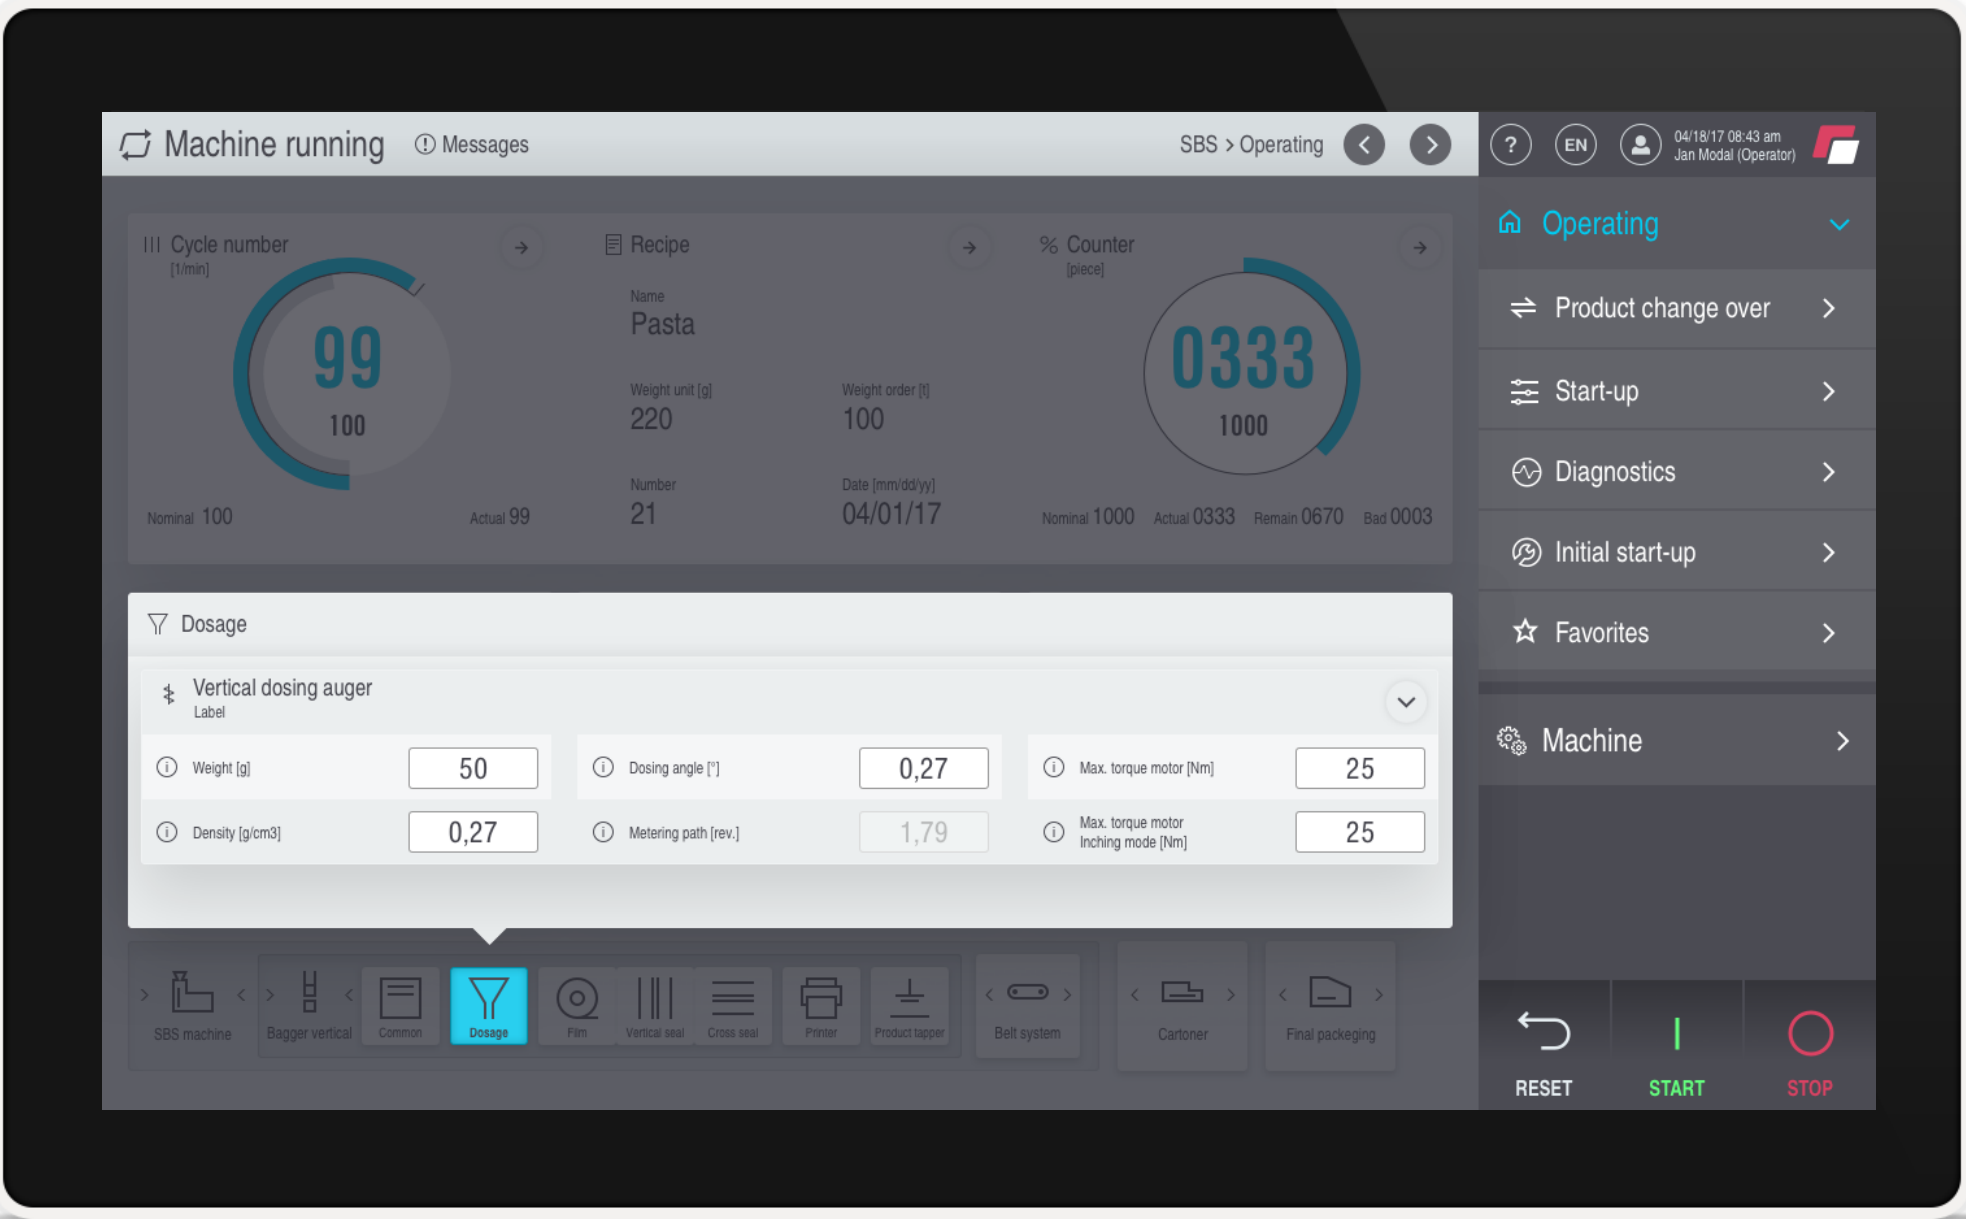 Machine running
Messages
SBS > Operating
?
EN
04/18/17 08:43 am
Jan Modal (Operator)
Cycle number
[1/min]
99
100
Nominal 100
Actual 99
Recipe
Name
Pasta
Weight unit [g]
220
Weight order [t]
100
Number
21
Date [mm/dd/yy]
04/01/17
% Counter
[piece]
0333
1000
Nominal 1000
Actual 0333
Remain 0670
Bad 0003
Dosage
Vertical dosing auger
Label
Weight [g]
50
Dosing angle [°]
0,27
Max. torque motor [Nm]
25
Density [g/cm3]
0,27
Metering path [rev.]
1,79
Max. torque motor
Inching mode [Nm]
25
SBS machine
Bagger vertical
Common
Dosage
Film
Vertical seal
Cross seal
Printer
Product tapper
Belt system
Cartoner
Final packeging
Operating
Product change over
Start-up
Diagnostics
Initial start-up
Favorites
Machine
RESET
START
STOP